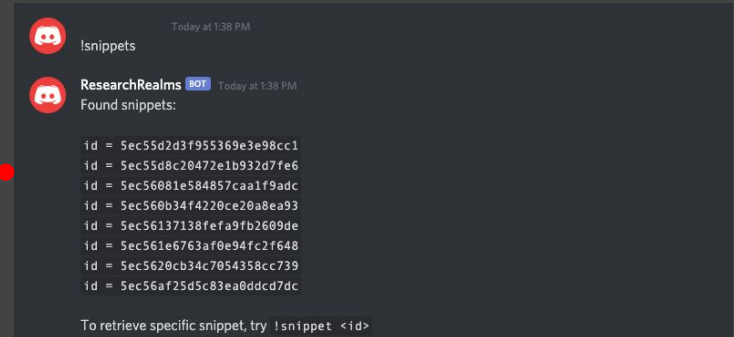 Today at 1:38 PM
!snippets
ResearchRealms BOT Today at 1:38 PM
Found snippets:
id = 5ec55d2d3f955369e3e98cc1
id = 5ec55d8c20472e1b932d7fe6
id = 5ec56081e584857caa1f9adc
id = 5ec560b34f4220ce20a8ea93
id = 5ec56137138fefa9fb2609de
id = 5ec561e6763af0e94fc2f648
id = 5ec5620cb34c7054358cc739
id = 5ec56af25d5c83ea0ddcd7dc
To retrieve specific snippet, try !snippet <id>